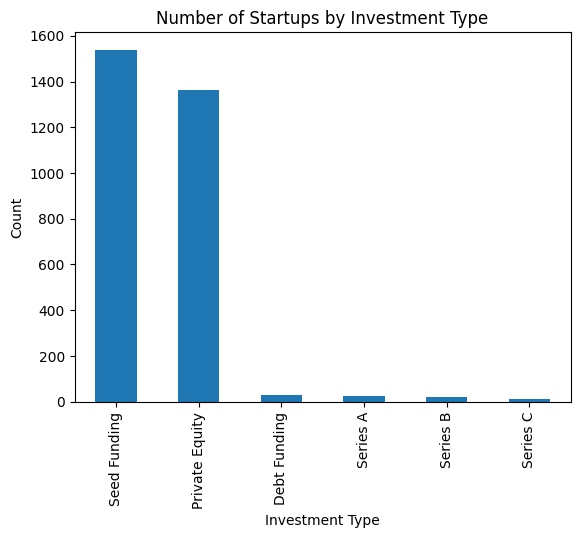 Number of Startups by Investment Type
1600
1400
1200
1000
800
600
400
200
0
Count
Seed Funding
Private Equity
Debt Funding
Series A
Series B
Series C
Investment Type